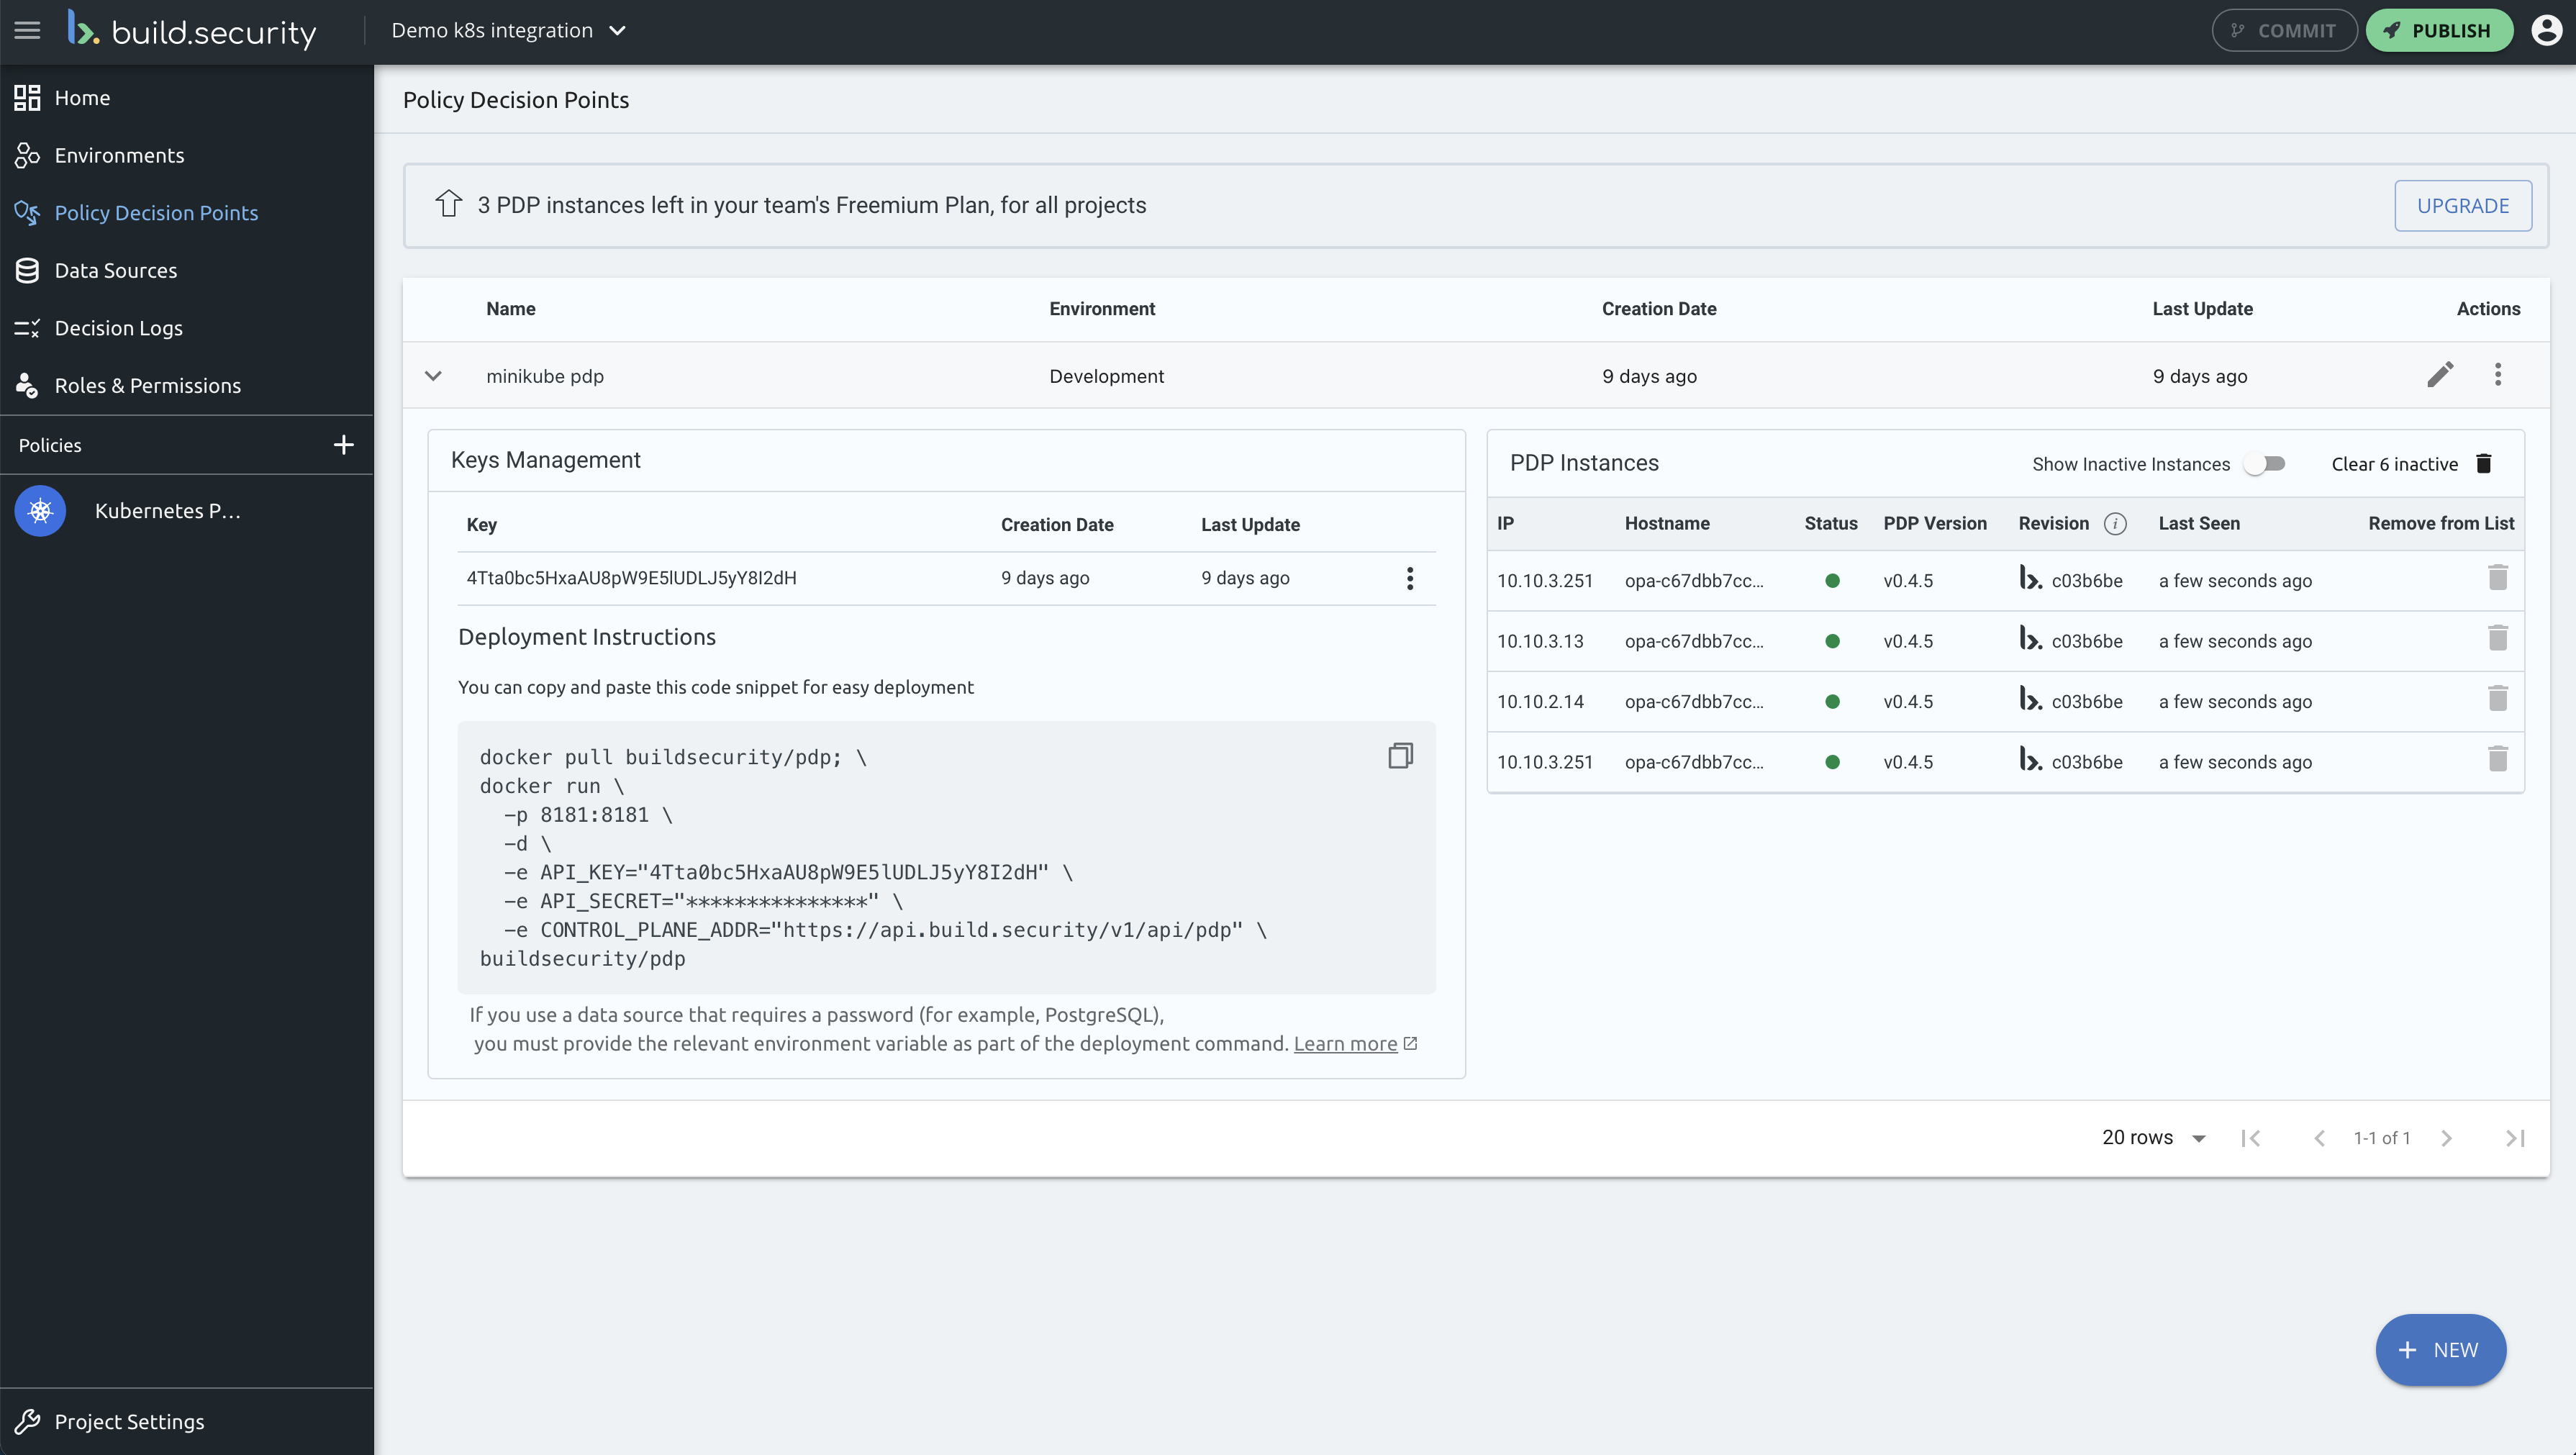 build.security
Demo k8s integration
COMMIT
PUBLISH
Home
Environments
Policy Decision Points
Data Sources
Decision Logs
Roles & Permissions
Policies
Kubernetes P…
Project Settings
Policy Decision Points
3 PDP instances left in your team's Freemium Plan, for all projects
UPGRADE
Name Environment Creation Date Last Update Actions
minikube pdp Development 9 days ago 9 days ago
Keys Management
Key Creation Date Last Update
4Tta0bc5HxaAU8pW9E5lUDLJ5yY8I2dH 9 days ago 9 days ago
Deployment Instructions
You can copy and paste this code snippet for easy deployment
docker pull buildsecurity/pdp; \
docker run \
-p 8181:8181 \
-d \
-e API_KEY="4Tta0bc5HxaAU8pW9E5lUDLJ5yY8I2dH" \
-e API_SECRET="***************" \
-e CONTROL_PLANE_ADDR="https://api.build.security/v1/api/pdp" \
buildsecurity/pdp
If you use a data source that requires a password (for example, PostgreSQL),
you must provide the relevant environment variable as part of the deployment command. Learn more
PDP Instances Show Inactive Instances Clear 6 inactive
IP Hostname Status PDP Version Revision i Last Seen Remove from List
10.10.3.251 opa-c67dbb7cc... v0.4.5 c03b6be a few seconds ago
10.10.3.13 opa-c67dbb7cc... v0.4.5 c03b6be a few seconds ago
10.10.2.14 opa-c67dbb7cc... v0.4.5 c03b6be a few seconds ago
10.10.3.251 opa-c67dbb7cc... v0.4.5 c03b6be a few seconds ago
20 rows 1-1 of 1
NEW